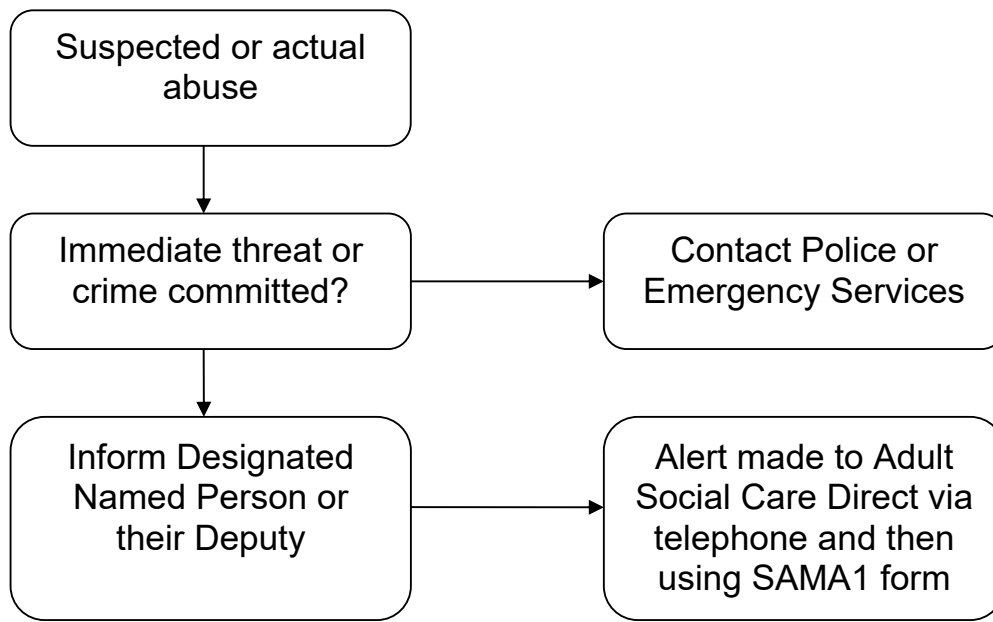 Suspected or actual
abuse
Immediate threat or
crime committed?
Contact Police or
Emergency Services
Inform Designated
Named Person or
their Deputy
Alert made to Adult
Social Care Direct via
telephone and then
using SAMA1 form